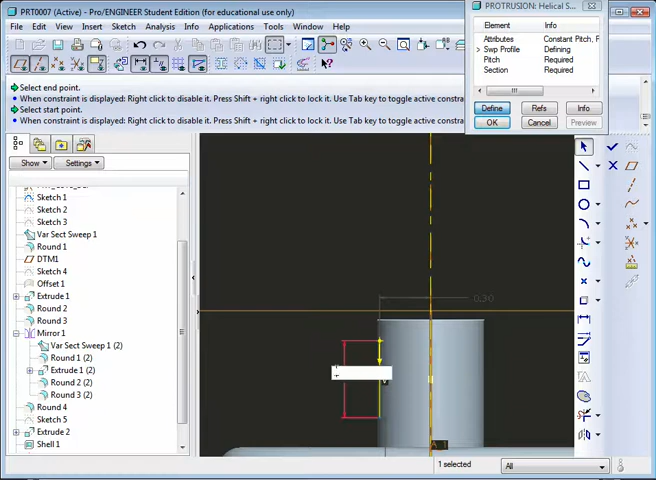 PRT0007 (Active) - Pro/ENGINEER Student Edition (for educational use only)
PROTRUSION: Helical S...
File Edit View Insert Analysis Info Applications Tools Window Help
Element Info
Attributes Constant Pitch, F
> Swp Profile Defining
Pitch Required
Section Required
Define Refs Info
OK Cancel Preview
Select end point.
When constraint is displayed: Right click to disable it. Press Shift + right click to lock it. Use Tab key to toggle active constra
Select start point.
When constraint is displayed: Right click to disable it. Press Shift + right click to lock it. Use Tab key to toggle active constra
Show Settings
Sketch 1
Sketch 2
Sketch 3
Var Sect Sweep 1
Round 1
DTM1
Sketch 4
Offset 1
Extrude 1
Round 2
Round 3
Mirror 1
Var Sect Sweep 1 (2)
Round 1 (2)
Extrude 1 (2)
Round 2 (2)
Round 3 (2)
Round 4
Sketch 5
Extrude 2
Shell 1
0.30
1 selected
All